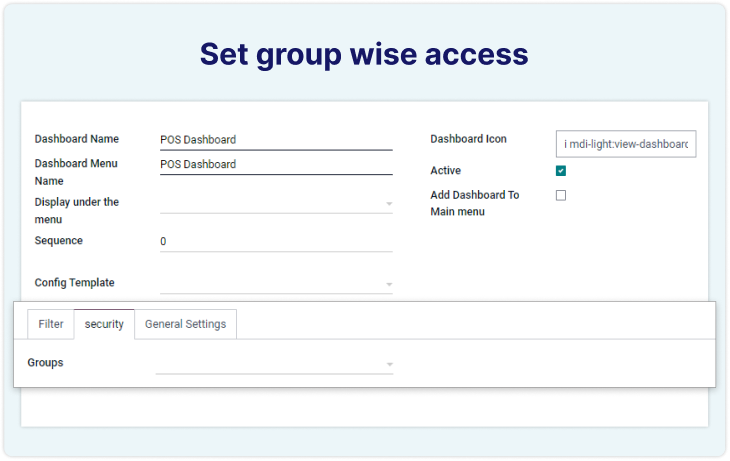 Set group wise access
Dashboard Name
POS Dashboard
Dashboard Menu
Name
POS Dashboard
Display under the
menu
Sequence
0
Config Template
Dashboard Icon
i mdi-light:view-dashboard
Active
Add Dashboard To
Main menu
Filter
security
General Settings
Groups